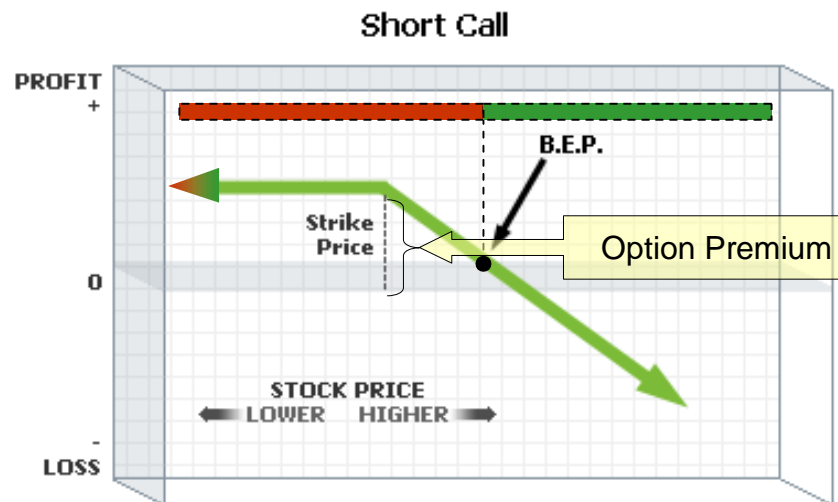 Short Call
PROFIT
+
B.E.P.
Strike
Price
Option Premium
0
STOCK PRICE
LOWER HIGHER
-
LOSS